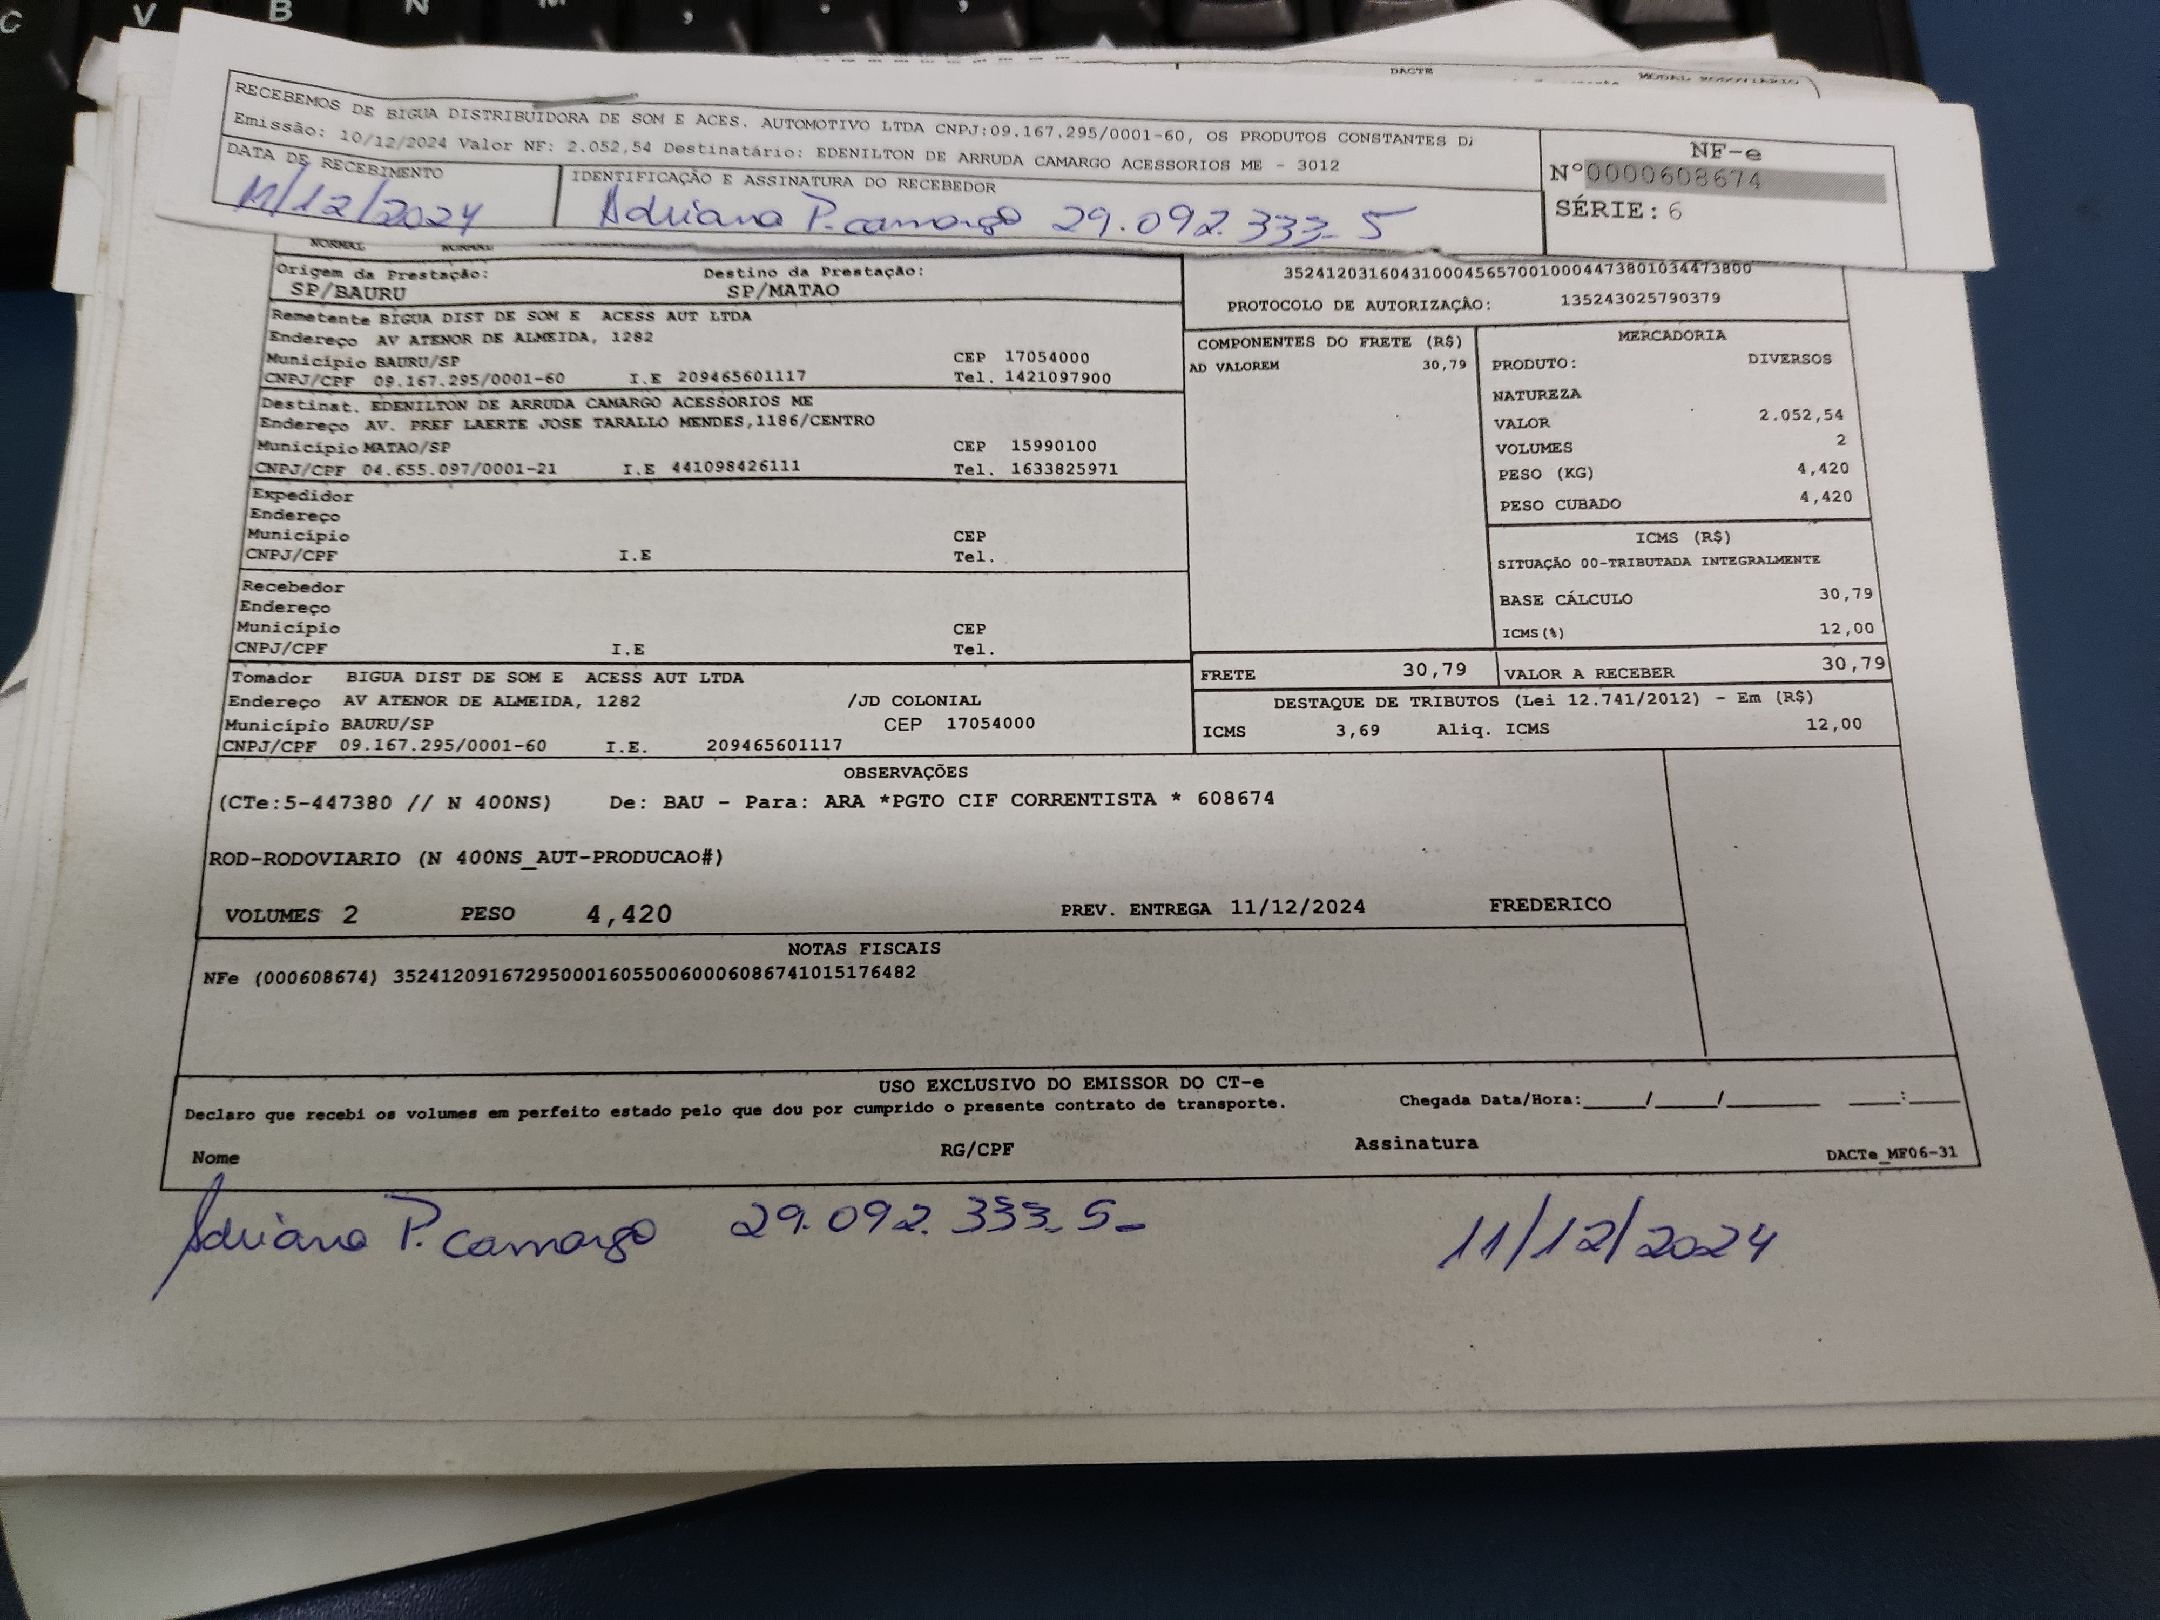 C V B N M , . ,
DACTE
MODAL RODOVIÁRIO
RECEBEMOS DE BIGUA DISTRIBUIDORA DE SOM E ACES. AUTOMOTIVO LTDA CNPJ:09.167.295/0001-60, OS PRODUTOS CONSTANTES
Emissão: 10/12/2024 Valor NF: 2.052,54 Destinatário: EDENILTON DE ARRUDA CAMARGO ACESSORIOS ME - 3012
DATA DE RECEBIMENTO IDENTIFICAÇÃO E ASSINATURA DO RECEBEDOR
11/12/2024 Adriana P. Camargo 29.092.333-5
NF-e
Nº0000608674
SÉRIE: 6
NORMAL NORMAL
Origem da Prestação: Destino da Prestação:
SP/BAURU SP/MATAO
Remetente BIGUA DIST DE SOM E ACESS AUT LTDA
Endereço AV ATENOR DE ALMEIDA, 1282
Município BAURU/SP CEP 17054000
CNPJ/CPF 09.167.295/0001-60 I.E 209465601117 Tel. 1421097900
Destinat. EDENILTON DE ARRUDA CAMARGO ACESSORIOS ME
Endereço AV. PREF LAERTE JOSE TARALLO MENDES,1186/CENTRO
Município MATAO/SP CEP 15990100
CNPJ/CPF 04.655.097/0001-21 I.E 441098426111 Tel. 1633825971
Expedidor
Endereço
Município CEP
CNPJ/CPF I.E Tel.
Recebedor
Endereço
Município CEP
CNPJ/CPF I.E Tel.
Tomador BIGUA DIST DE SOM E ACESS AUT LTDA
Endereço AV ATENOR DE ALMEIDA, 1282 /JD COLONIAL
Município BAURU/SP CEP 17054000
CNPJ/CPF 09.167.295/0001-60 I.E. 209465601117
35241203160431000456570010004473801034473800
PROTOCOLO DE AUTORIZAÇÃO: 135243025790379
COMPONENTES DO FRETE (R$)
AD VALOREM 30,79
MERCADORIA
PRODUTO: DIVERSOS
NATUREZA
VALOR 2.052,54
VOLUMES 2
PESO (KG) 4,420
PESO CUBADO 4,420
ICMS (R$)
SITUAÇÃO 00-TRIBUTADA INTEGRALMENTE
BASE CÁLCULO 30,79
ICMS(%) 12,00
FRETE 30,79 VALOR A RECEBER 30,79
DESTAQUE DE TRIBUTOS (Lei 12.741/2012) - Em (R$)
ICMS 3,69 Aliq. ICMS 12,00
OBSERVAÇÕES
(CTe:5-447380 // N 400NS) De: BAU - Para: ARA *PGTO CIF CORRENTISTA * 608674
ROD-RODOVIARIO (N 400NS_AUT-PRODUCAO#)
VOLUMES 2 PESO 4,420 PREV. ENTREGA 11/12/2024 FREDERICO
NOTAS FISCAIS
NFe (000608674) 35241209167295000160550060006086741015176482
USO EXCLUSIVO DO EMISSOR DO CT-e
Declaro que recebi os volumes em perfeito estado pelo que dou por cumprido o presente contrato de transporte. Chegada Data/Hora:____/____/______ ___:___
Nome RG/CPF Assinatura DACTe_MF06-31
Adriana P. Camargo 29.092.333-5 11/12/2024